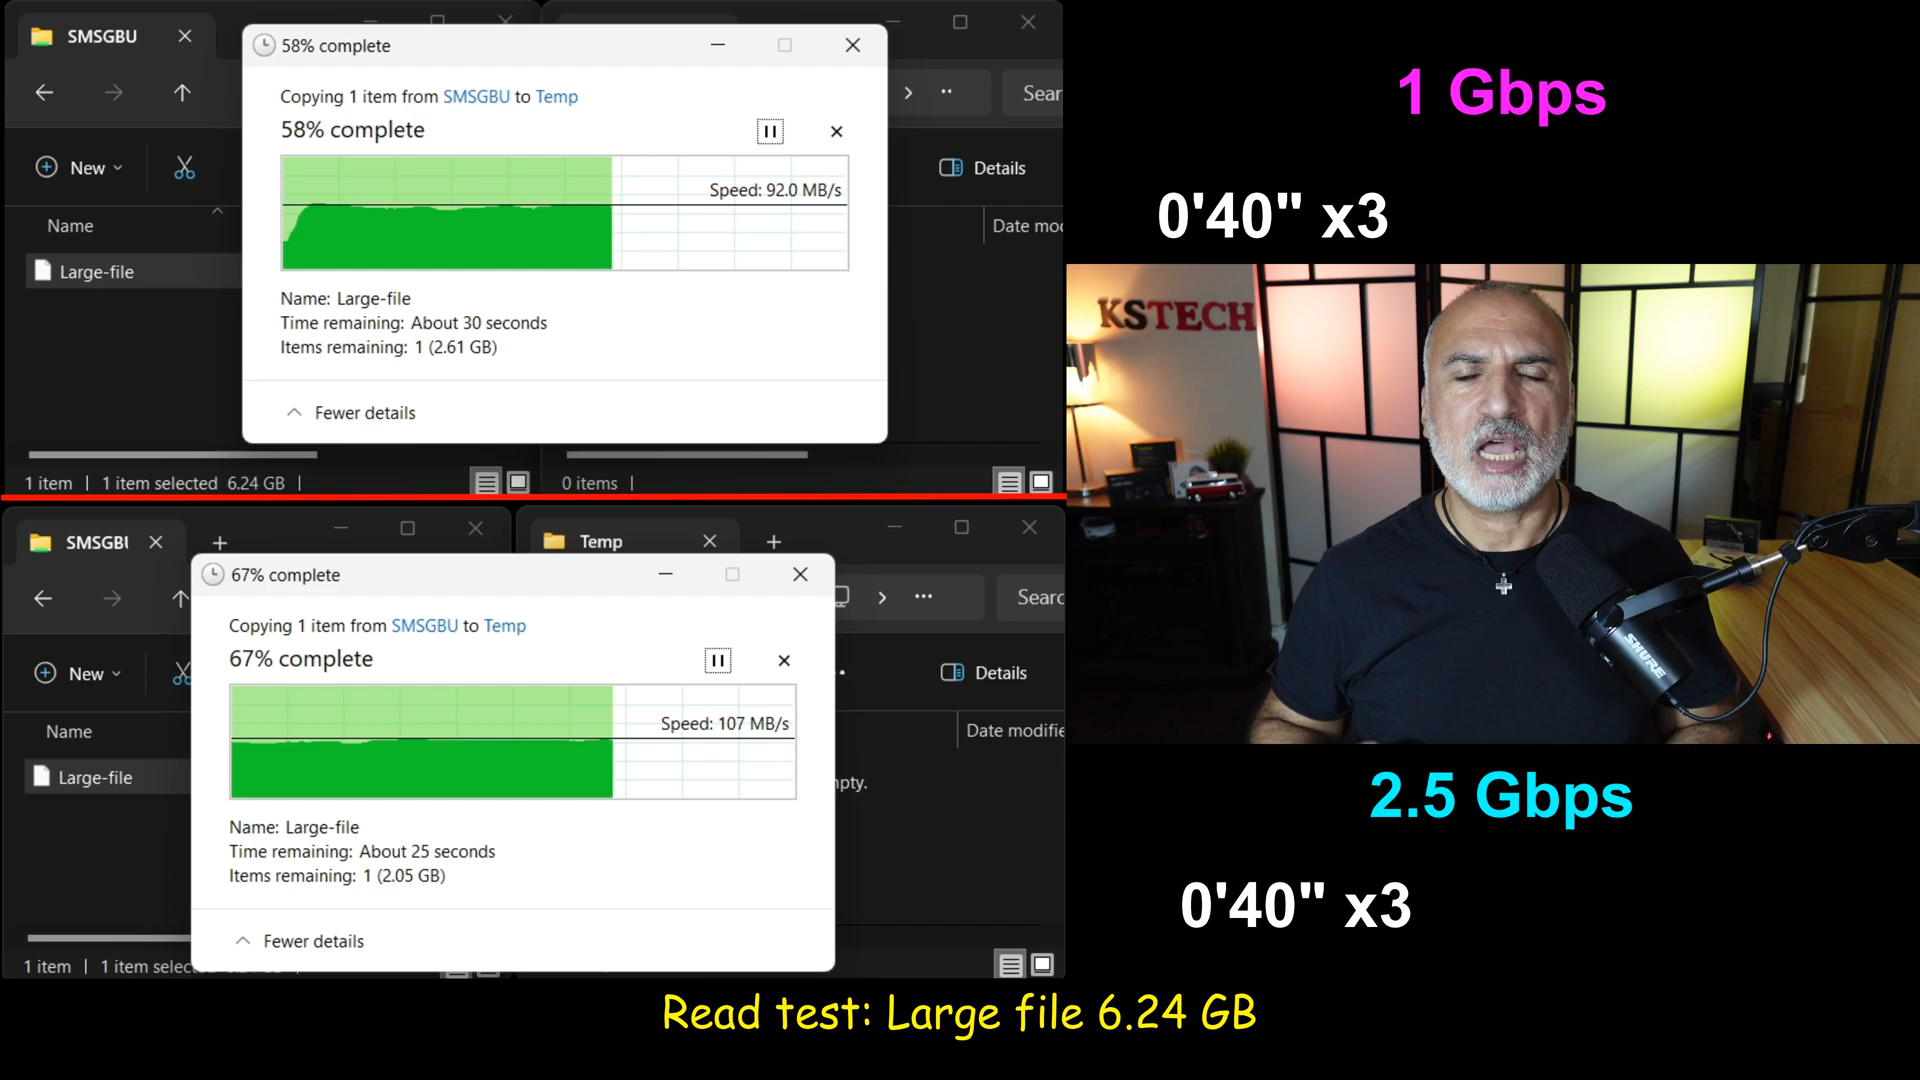 SMSGBU
58% complete
Copying 1 item from SMSGBU to Temp
58% complete
Speed: 92.0 MB/s
Name: Large-file
Time remaining: About 30 seconds
Items remaining: 1 (2.61 GB)
Fewer details
New
Name
Large-file
1 item
1 item selected 6.24 GB
Sear
Details
Date mod
0 items
1 Gbps
0'40" x3
KSTECH
SHURE
SMSGBU
67% complete
Copying 1 item from SMSGBU to Temp
67% complete
Speed: 107 MB/s
Name: Large-file
Time remaining: About 25 seconds
Items remaining: 1 (2.05 GB)
Fewer details
New
Name
Large-file
1 item
1 item selec
Temp
Searc
Details
Date modifie
mpty.
2.5 Gbps
0'40" x3
Read test: Large file 6.24 GB